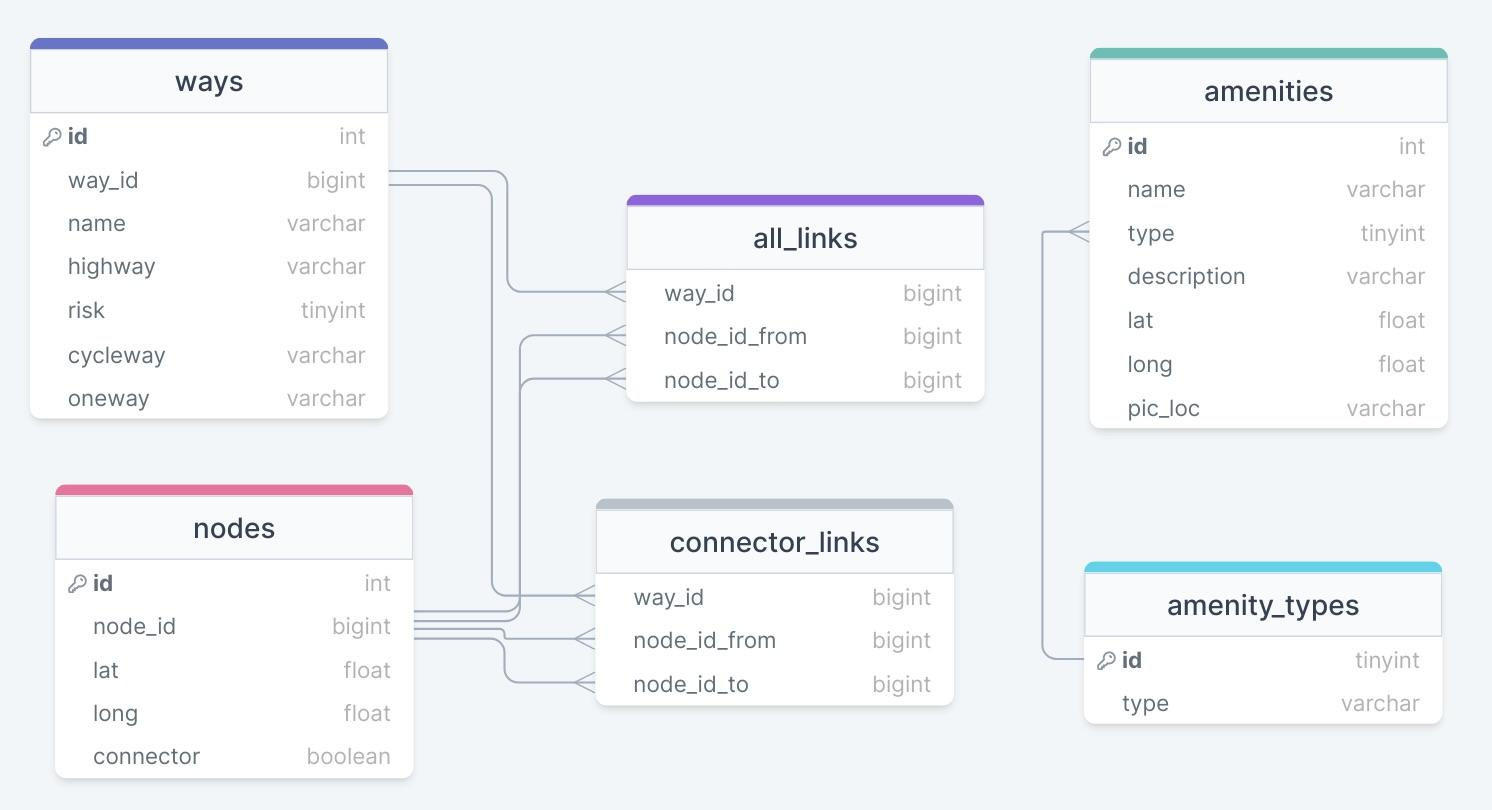 ways
id int
way_id bigint
name varchar
highway varchar
risk tinyint
cycleway varchar
oneway varchar
nodes
id int
node_id bigint
lat float
long float
connector boolean
all_links
way_id bigint
node_id_from bigint
node_id_to bigint
connector_links
way_id bigint
node_id_from bigint
node_id_to bigint
amenities
id int
name varchar
type tinyint
description varchar
lat float
long float
pic_loc varchar
amenity_types
id tinyint
type varchar